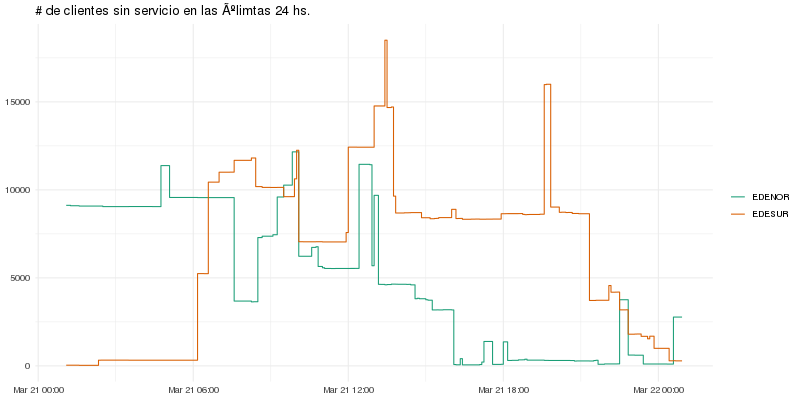 # de clientes sin servicio en las Ãºlimtas 24 hs.
15000
10000
5000
0
EDENOR
EDESUR
Mar 21 00:00
Mar 21 06:00
Mar 21 12:00
Mar 21 18:00
Mar 22 00:00